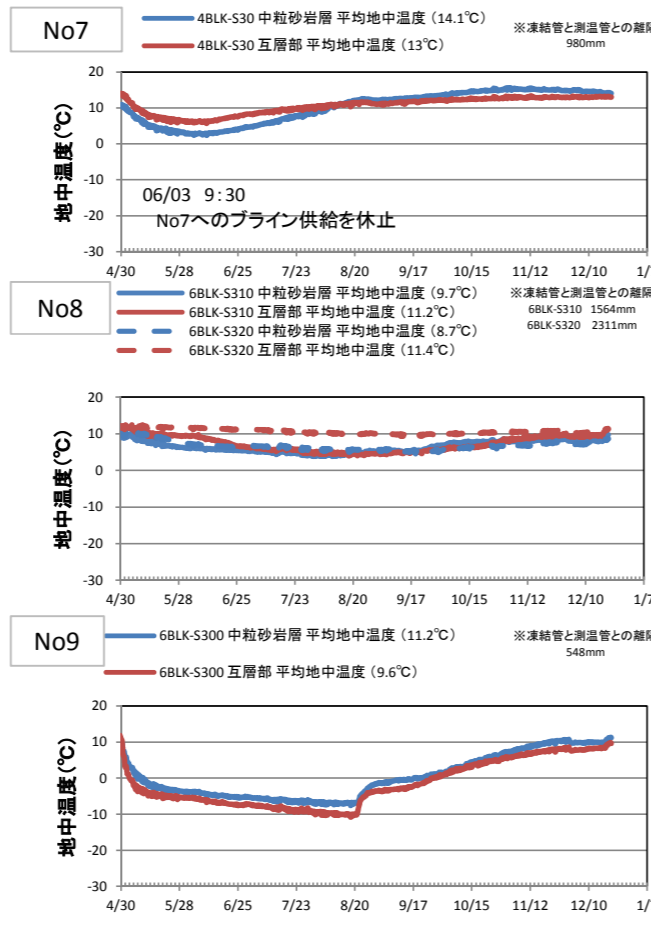 No7
4BLK-S30 中粒砂岩層 平均地中温度 (14.1℃)
4BLK-S30 互層部 平均地中温度 (13℃)
※凍結管と測温管との離隔
980mm
地中温度(℃)
20
10
0
-10
-20
-30
06/03 9:30
No7へのブライン供給を休止
4/30 5/28 6/25 7/23 8/20 9/17 10/15 11/12 12/10 1/
No8
6BLK-S310 中粒砂岩層 平均地中温度 (9.7℃)
6BLK-S310 互層部 平均地中温度 (11.2℃)
6BLK-S320 中粒砂岩層 平均地中温度 (8.7℃)
6BLK-S320 互層部 平均地中温度 (11.4℃)
※凍結管と測温管との離隔
6BLK-S310 1564mm
6BLK-S320 2311mm
地中温度(℃)
20
10
0
-10
-20
-30
4/30 5/28 6/25 7/23 8/20 9/17 10/15 11/12 12/10 1/7
No9
6BLK-S300 中粒砂岩層 平均地中温度 (11.2℃)
6BLK-S300 互層部 平均地中温度 (9.6℃)
※凍結管と測温管との離隔
548mm
地中温度(℃)
20
10
0
-10
-20
-30
4/30 5/28 6/25 7/23 8/20 9/17 10/15 11/12 12/10 1/